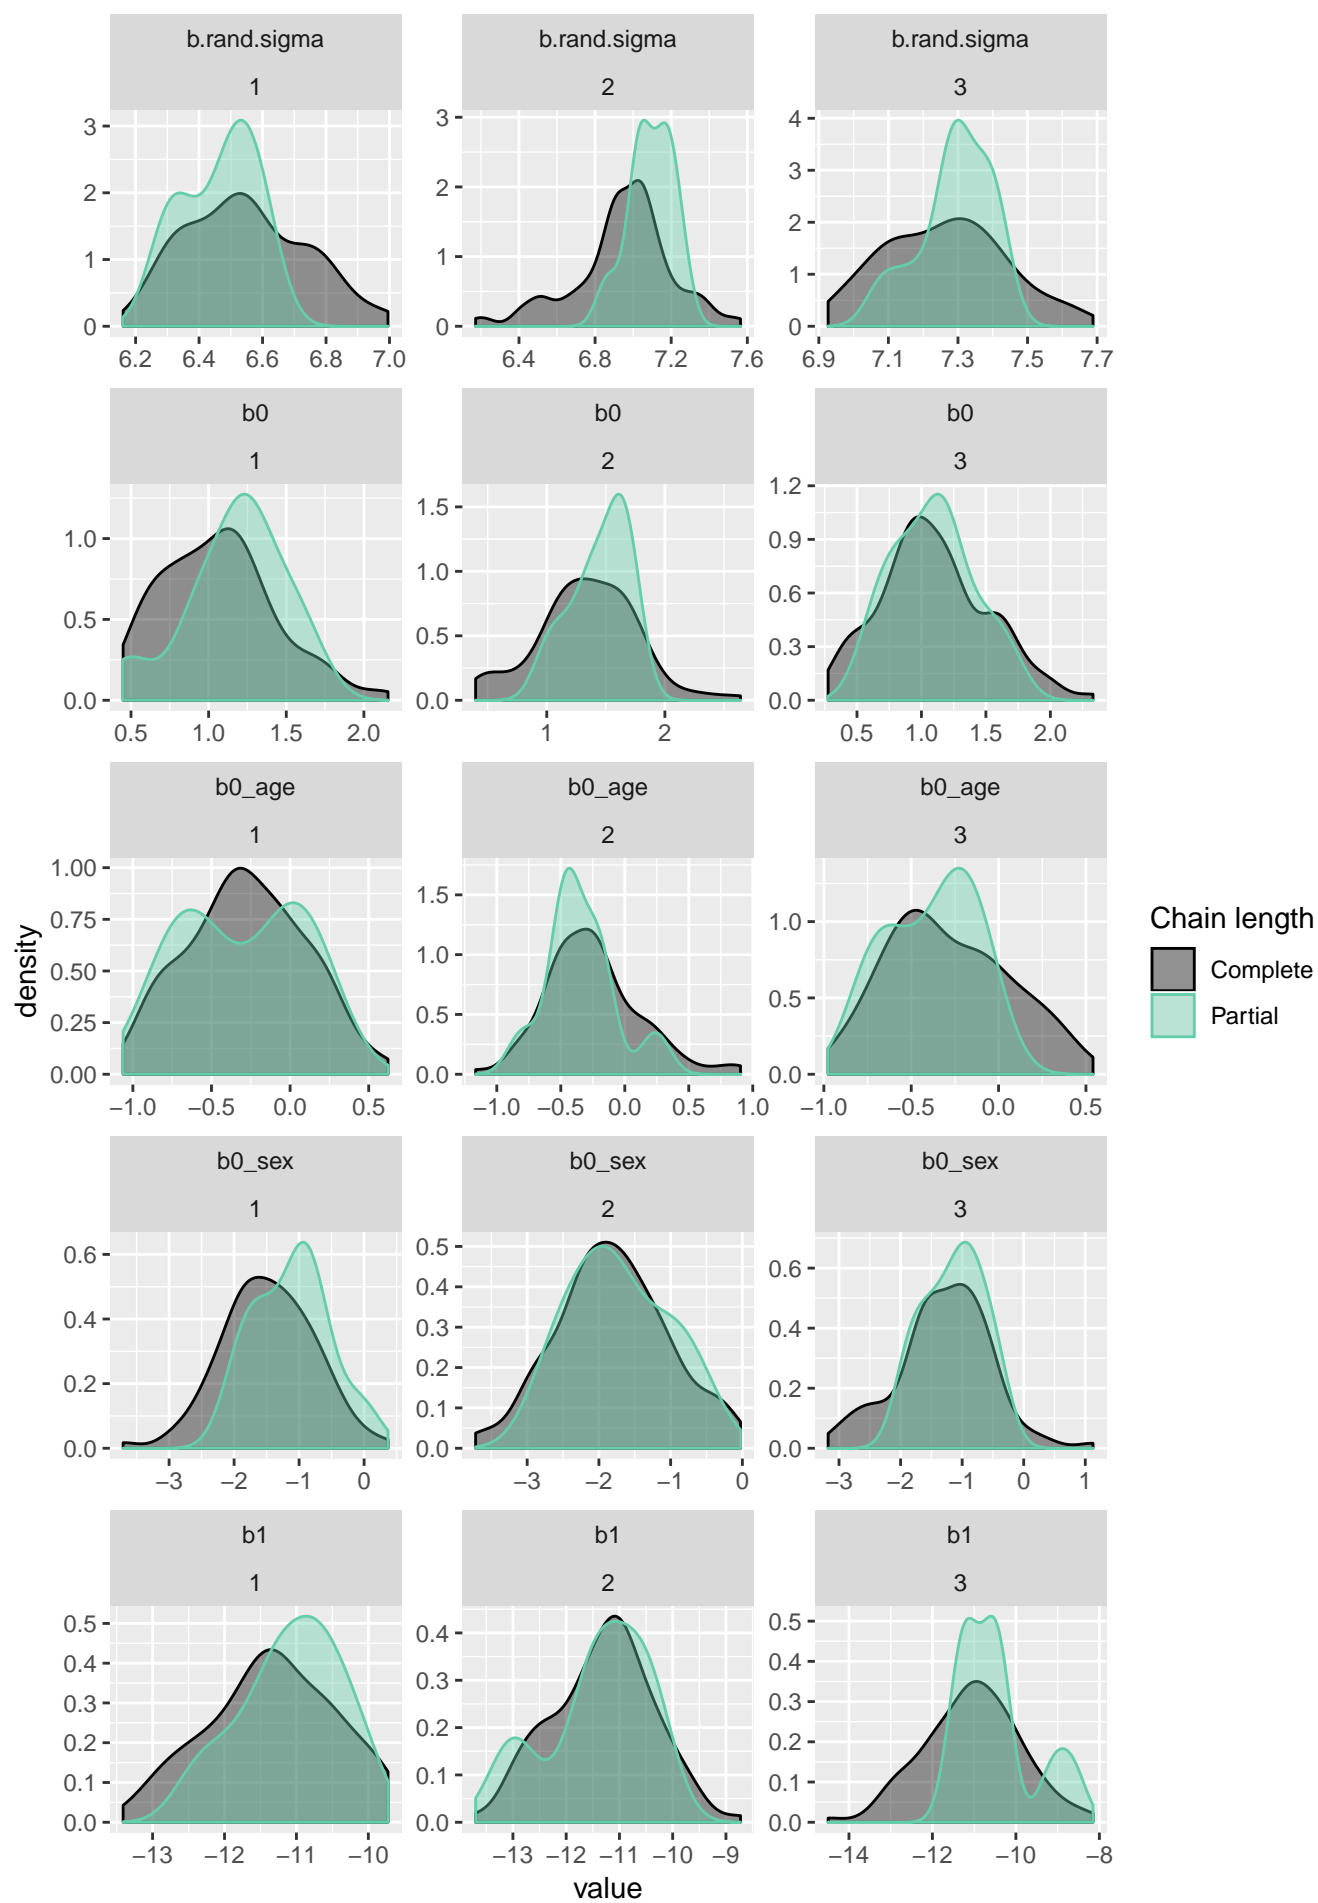 b.rand.sigma b.rand.sigma b.rand.sigma
1 2 3
3 3 4
2 2 3
1 1 2
0 0 1
0
6.2 6.4 6.6 6.8 7.0 6.4 6.8 7.2 7.6 6.9 7.1 7.3 7.5 7.7
b0 b0 b0
1 2 3
1.0 1.5 1.2
0.5 1.0 0.9
0.0 0.5 0.6
0.0 0.3
0.0
0.5 1.0 1.5 2.0 1 2 0.5 1.0 1.5 2.0
b0_age b0_age b0_age
1 2 3
1.00 1.5 1.0
0.75 1.0 0.5
0.50 0.5 0.0
0.25 0.0
0.00
−1.0 −0.5 0.0 0.5 −1.0 −0.5 0.0 0.5 1.0 −1.0 −0.5 0.0 0.5
b0_sex b0_sex b0_sex
1 2 3
0.6 0.5 0.6
0.4 0.4 0.4
0.2 0.3 0.2
0.0 0.2 0.0
0.1
0.0
−3 −2 −1 0 −3 −2 −1 0 −3 −2 −1 0 1
b1 b1 b1
1 2 3
0.5 0.4 0.5
0.4 0.3 0.4
0.3 0.2 0.3
0.2 0.1 0.2
0.1 0.0 0.1
0.0 0.0
−13 −12 −11 −10 −13 −12 −11 −10 −9 −14 −12 −10 −8
value
density
Chain length
Complete
Partial